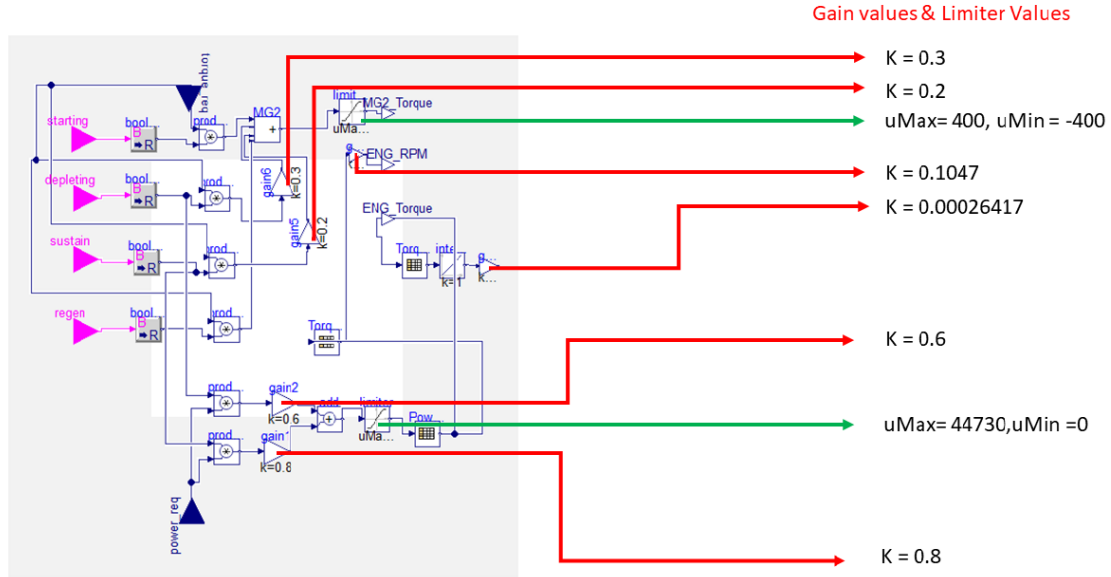 Gain values & Limiter Values
K = 0.3
K = 0.2
uMax= 400, uMin = -400
K = 0.1047
K = 0.00026417
K = 0.6
uMax= 44730,uMin =0
K = 0.8
torque_req
starting
bool...
B
R
prod...
MG2
+
limit...
uMa...
MG2_Torque
g...
ENG_RPM
depleting
bool...
B
R
prod...
gain6
k=0.3
gain5
k=0.2
ENG_Torque
sustain
bool...
B
R
prod...
Torq...
inte...
k=1
g...
k...
regen
bool...
B
R
prod...
Torq...
prod...
gain2
k=0.6
add
+
limiter
uMa...
Pow...
prod...
gain1
k=0.8
power_req